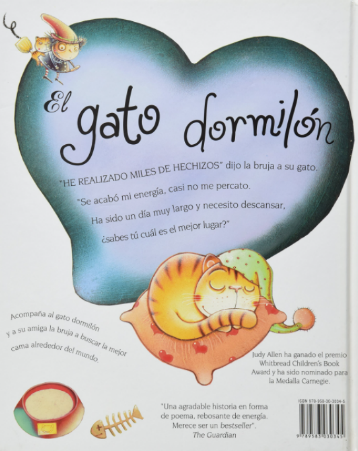 El gato dormilón
"HE REALIZADO MILES DE HECHIZOS" dijo la bruja a su gato.
"Se acabó mi energía, casi no me percato.
Ha sido un día muy largo y necesito descansar,
¿sabes tú cuál es el mejor lugar?"
Acompaña al gato dormilón
y a su amiga la bruja a buscar la mejor
cama alrededor del mundo.
Judy Allen ha ganado el premio
Whitbread Children's Book
Award y ha sido nominado para
la Medalla Carnegie.
"Una agradable historia en forma
de poema, rebosante de energía.
Merece ser un bestseller".
The Guardian